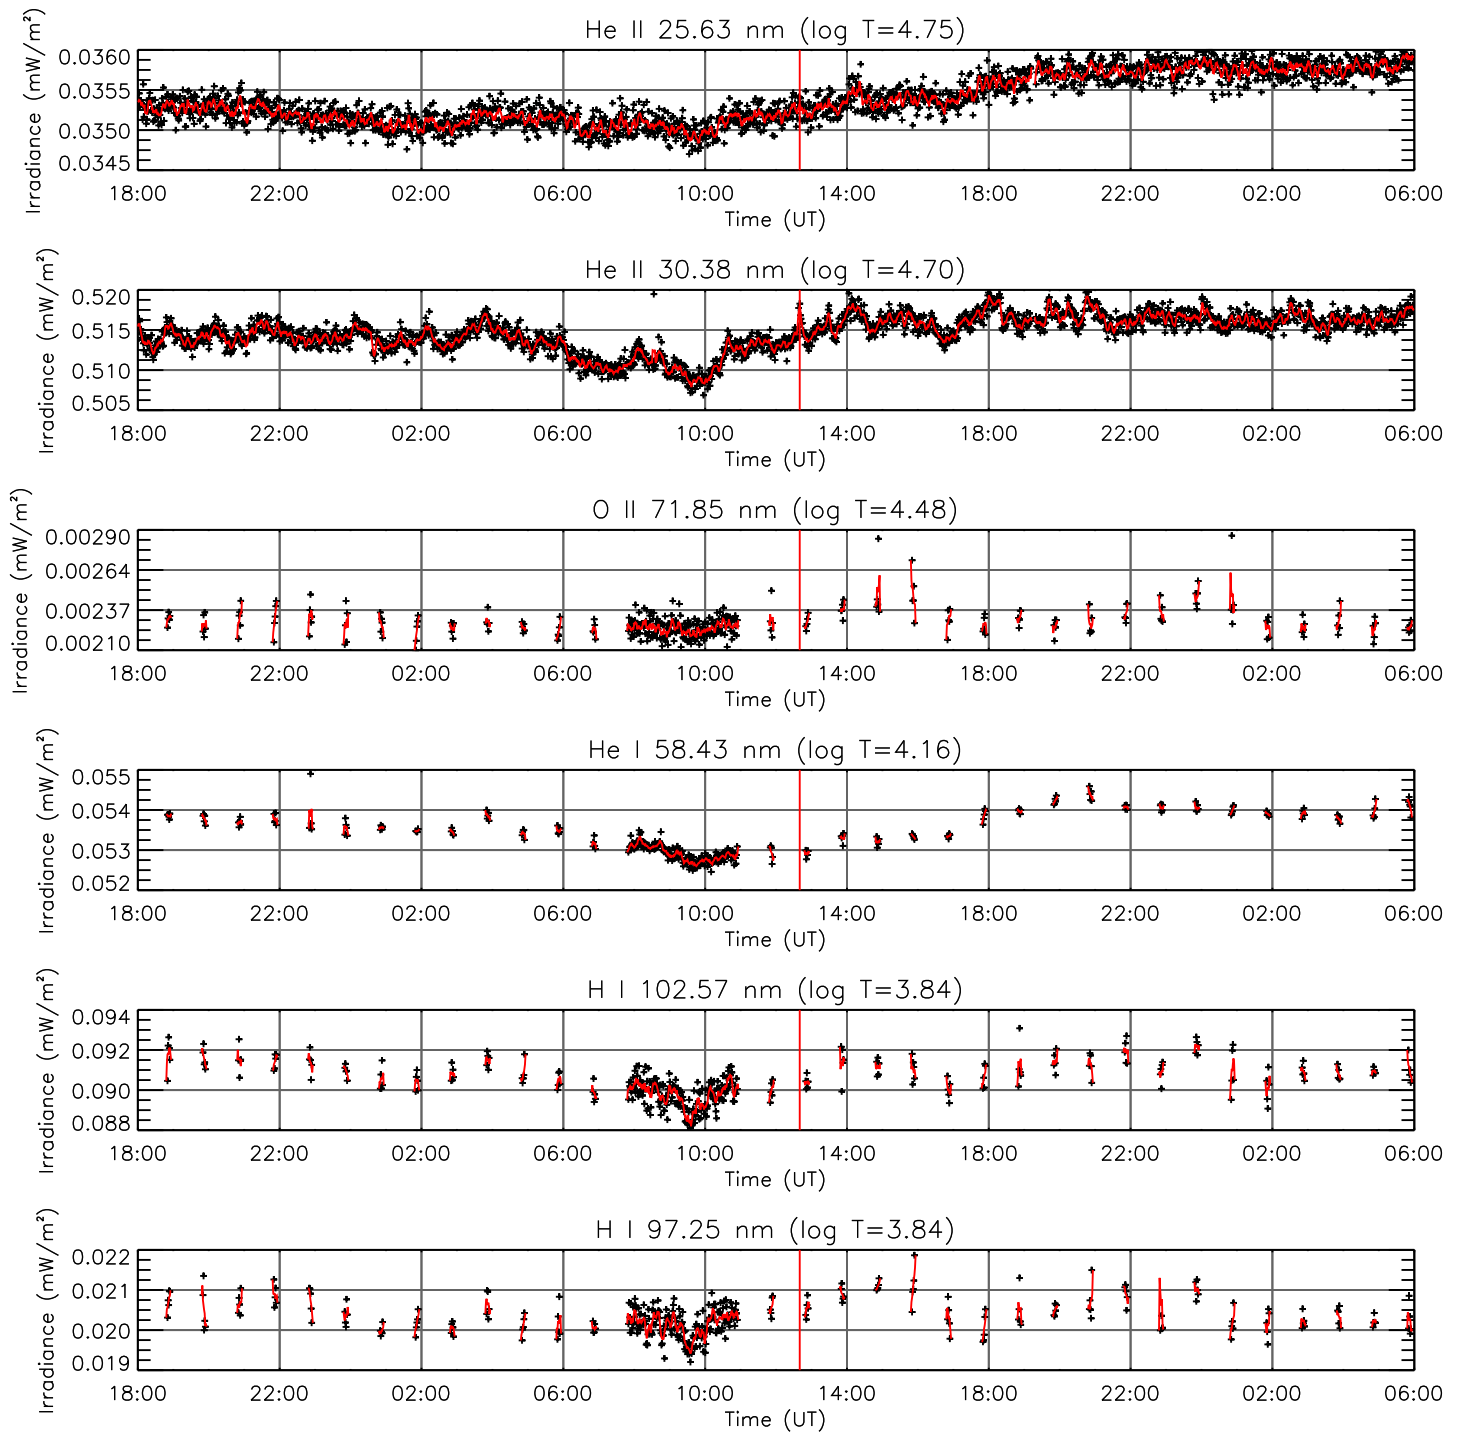 He II 25.63 nm (log T=4.75)
Irradiance (mW/m²)
0.0360
0.0355
0.0350
0.0345
18:00 22:00 02:00 06:00 10:00 14:00 18:00 22:00 02:00 06:00
Time (UT)
He II 30.38 nm (log T=4.70)
Irradiance (mW/m²)
0.520
0.515
0.510
0.505
18:00 22:00 02:00 06:00 10:00 14:00 18:00 22:00 02:00 06:00
Time (UT)
O II 71.85 nm (log T=4.48)
Irradiance (mW/m²)
0.00290
0.00264
0.00237
0.00210
18:00 22:00 02:00 06:00 10:00 14:00 18:00 22:00 02:00 06:00
Time (UT)
He I 58.43 nm (log T=4.16)
Irradiance (mW/m²)
0.055
0.054
0.053
0.052
18:00 22:00 02:00 06:00 10:00 14:00 18:00 22:00 02:00 06:00
Time (UT)
H I 102.57 nm (log T=3.84)
Irradiance (mW/m²)
0.094
0.092
0.090
0.088
18:00 22:00 02:00 06:00 10:00 14:00 18:00 22:00 02:00 06:00
Time (UT)
H I 97.25 nm (log T=3.84)
Irradiance (mW/m²)
0.022
0.021
0.020
0.019
18:00 22:00 02:00 06:00 10:00 14:00 18:00 22:00 02:00 06:00
Time (UT)